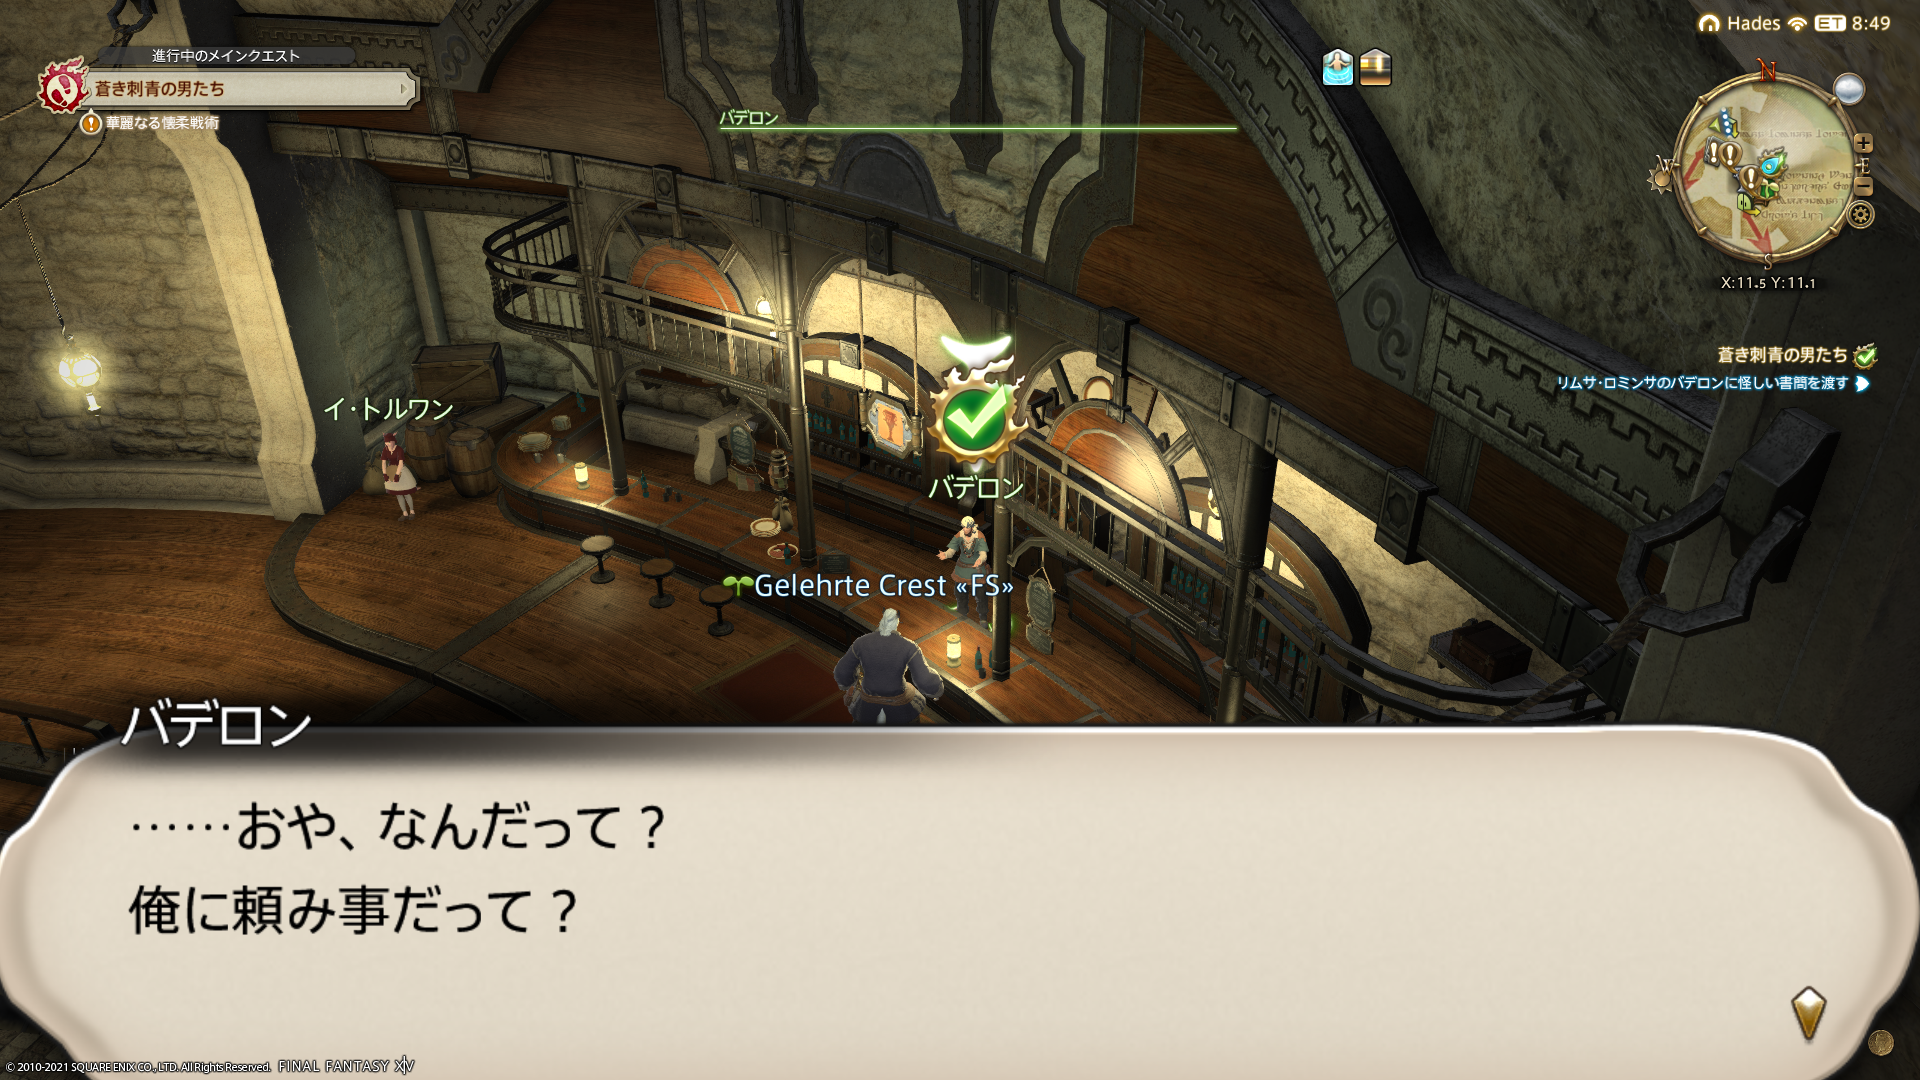 Hades ET 8:49
進行中のメインクエスト
蒼き刺青の男たち
華麗なる懐柔戦術
バデロン
N
E
S
X:11.5 Y:11.1
蒼き刺青の男たち
リムサ・ロミンサのバデロンに怪しい書簡を渡す
イ・トルワン
バデロン
Gelehrte Crest «FS»
バデロン
……おや、なんだって？
俺に頼み事だって？
© 2010-2021 SQUARE ENIX CO., LTD. All Rights Reserved. FINAL FANTASY XIV